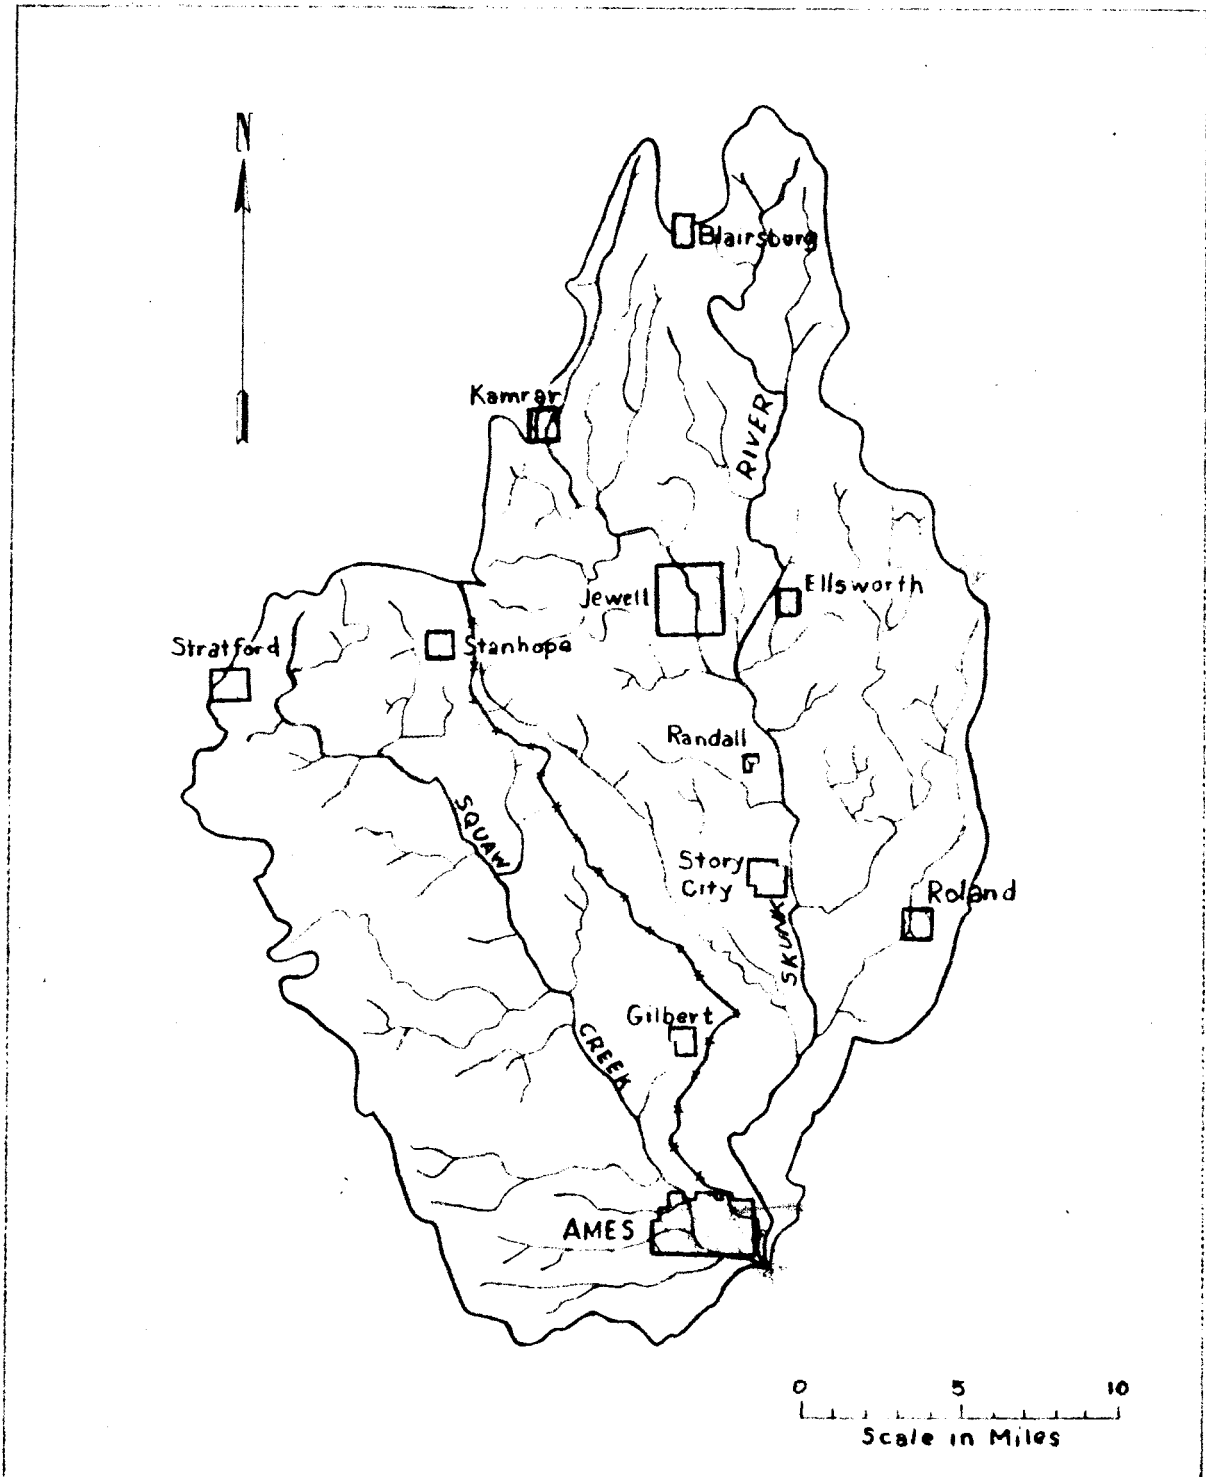 N
Blairsburg
Kamrar
RIVER
Jewell
Ellsworth
Stratford
Stanhope
Randall
SQUAW
Story
City
Roland
SKUNK
Gilbert
CREEK
AMES
0 5 10
Scale in Miles